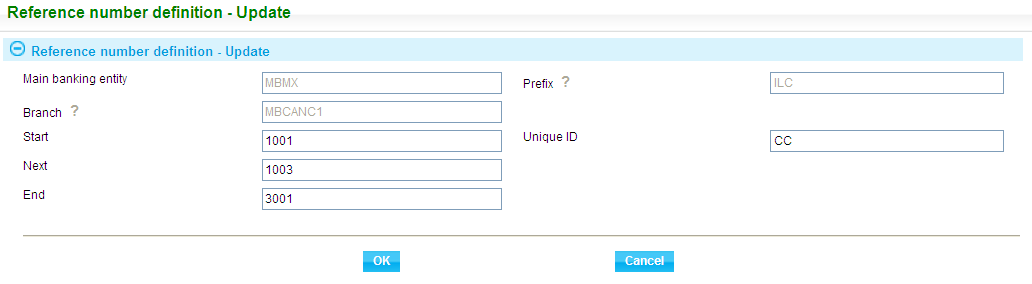 Reference number definition - Update
Reference number definition - Update
Main banking entity MBMX Prefix ? ILC
Branch ? MBCANC1
Start 1001 Unique ID CC
Next 1003
End 3001
OK Cancel